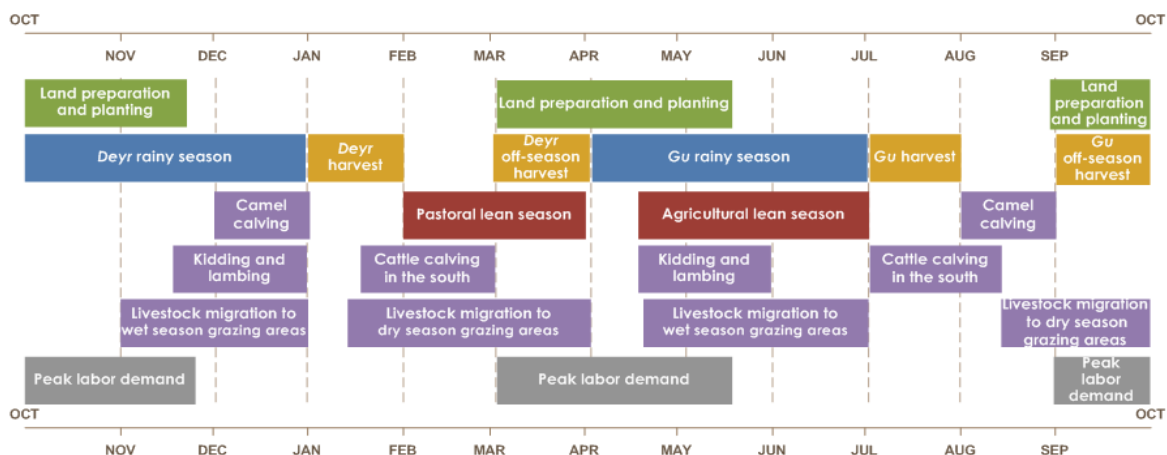 OCT
OCT
NOV
DEC
JAN
FEB
MAR
APR
MAY
JUN
JUL
AUG
SEP
Land preparation
and planting
Land preparation and planting
Land
preparation
and planting
Deyr rainy season
Deyr
harvest
Deyr
off-season
harvest
Gu rainy season
Gu harvest
Gu
off-season
harvest
Camel
calving
Pastoral lean season
Agricultural lean season
Camel
calving
Kidding and
lambing
Cattle calving
in the south
Kidding and
lambing
Cattle calving
in the south
Livestock migration to
wet season grazing areas
Livestock migration to
dry season grazing areas
Livestock migration to
wet season grazing areas
Livestock migration
to dry season
grazing areas
Peak labor demand
Peak labor demand
Peak
labor
demand
OCT
OCT
NOV
DEC
JAN
FEB
MAR
APR
MAY
JUN
JUL
AUG
SEP